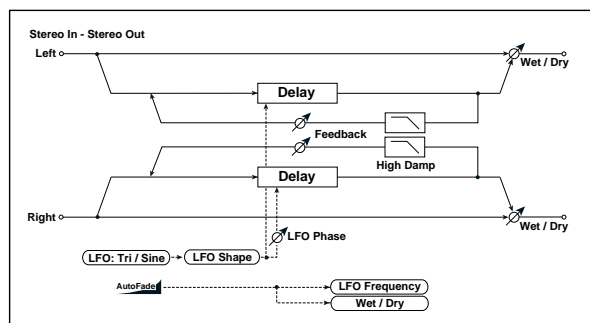 Stereo In - Stereo Out
Left
Wet / Dry
Delay
Feedback
High Damp
Delay
Right
Wet / Dry
LFO Phase
LFO: Tri / Sine
LFO Shape
AutoFade
LFO Frequency
Wet / Dry